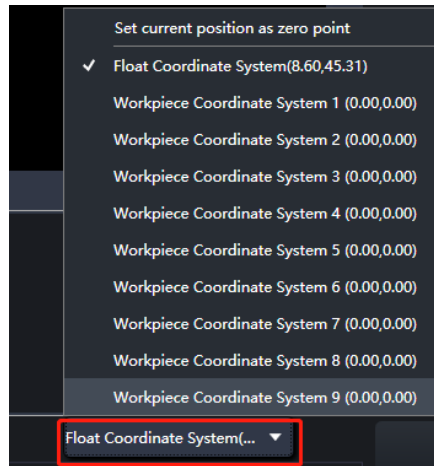 Set current position as zero point
Float Coordinate System(8.60,45.31)
Workpiece Coordinate System 1 (0.00,0.00)
Workpiece Coordinate System 2 (0.00,0.00)
Workpiece Coordinate System 3 (0.00,0.00)
Workpiece Coordinate System 4 (0.00,0.00)
Workpiece Coordinate System 5 (0.00,0.00)
Workpiece Coordinate System 6 (0.00,0.00)
Workpiece Coordinate System 7 (0.00,0.00)
Workpiece Coordinate System 8 (0.00,0.00)
Workpiece Coordinate System 9 (0.00,0.00)
Float Coordinate System(...